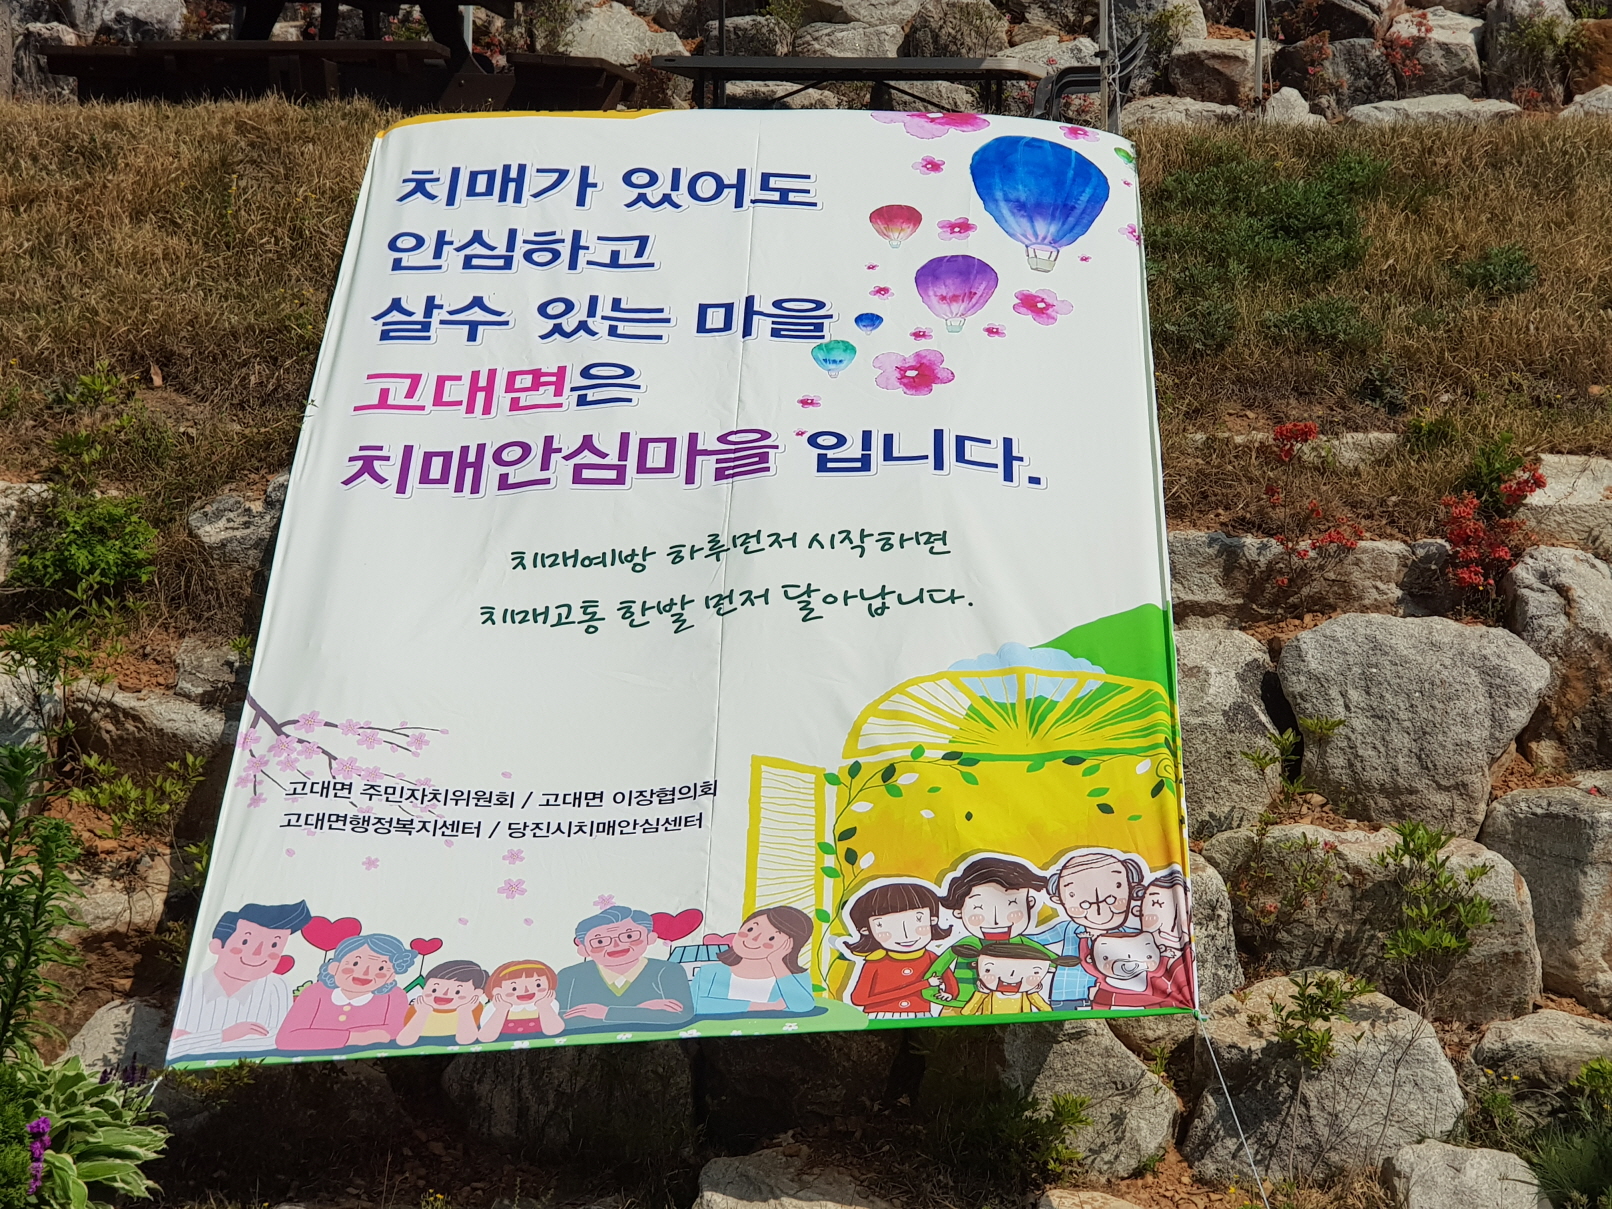 치매가 있어도
안심하고
살수 있는 마을
고대면은
치매안심마을 입니다.
치매예방 하루먼저 시작하면
치매고통 한발 먼저 달아납니다.
고대면 주민자치위원회 / 고대면 이장협의회
고대면행정복지센터 / 당진시치매안심센터